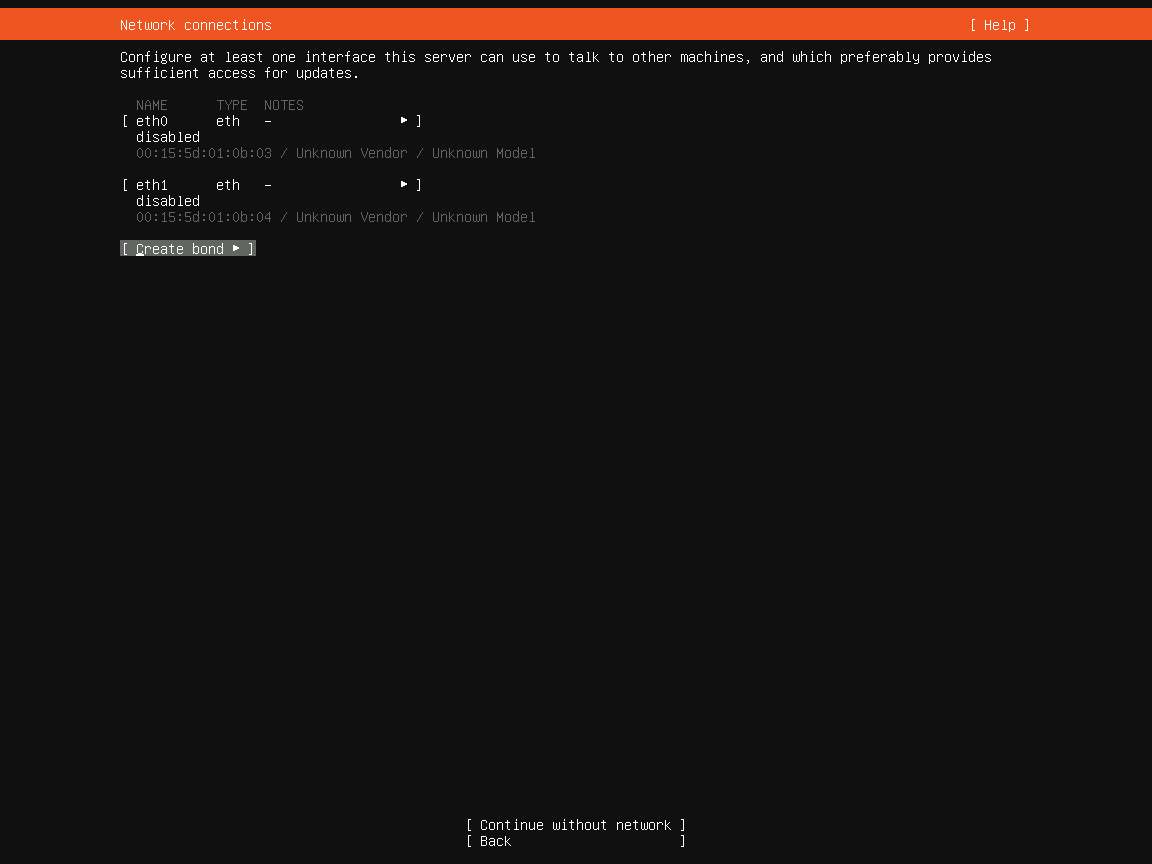 Network connections [ Help ]
Configure at least one interface this server can use to talk to other machines, and which preferably provides
sufficient access for updates.
NAME TYPE NOTES
[ eth0 eth – ▸ ]
disabled
00:15:5d:01:0b:03 / Unknown Vendor / Unknown Model
[ eth1 eth – ▸ ]
disabled
00:15:5d:01:0b:04 / Unknown Vendor / Unknown Model
[ Create bond ▸ ]
[ Continue without network ]
[ Back ]